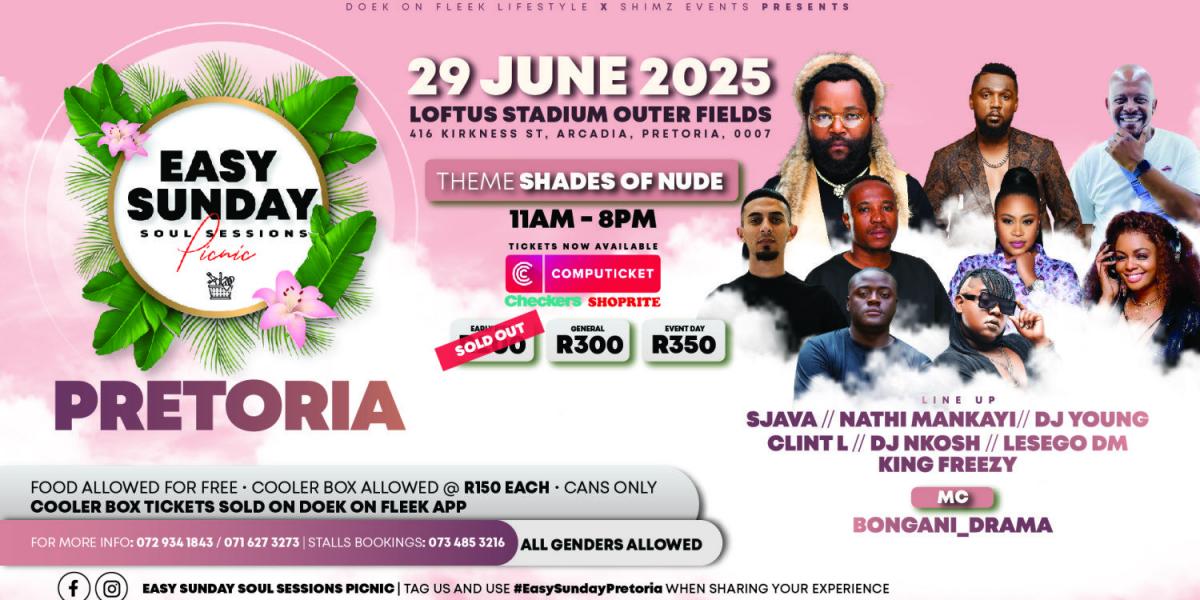 DOEK ON FLEEK LIFESTYLE X SHIMZ EVENTS PRESENTS
EASY
SUNDAY
SOUL SESSIONS
Picnic
PRETORIA
29 JUNE 2025
LOFTUS STADIUM OUTER FIELDS
416 KIRKNESS ST, ARCADIA, PRETORIA, 0007
THEME SHADES OF NUDE
11AM - 8PM
TICKETS NOW AVAILABLE
COMPUTICKET
Checkers SHOPRITE
SOLD OUT
GENERAL
R300
EVENT DAY
R350
LINE UP
SJAVA // NATHI MANKAYI// DJ YOUNG
CLINT L // DJ NKOSH // LESEGO DM
KING FREEZY
MC
BONGANI_DRAMA
FOOD ALLOWED FOR FREE • COOLER BOX ALLOWED @ R150 EACH • CANS ONLY
COOLER BOX TICKETS SOLD ON DOEK ON FLEEK APP
FOR MORE INFO: 072 934 1843 / 071 627 3273 | STALLS BOOKINGS: 073 485 3216
ALL GENDERS ALLOWED
EASY SUNDAY SOUL SESSIONS PICNIC | TAG US AND USE #EasySundayPretoria WHEN SHARING YOUR EXPERIENCE